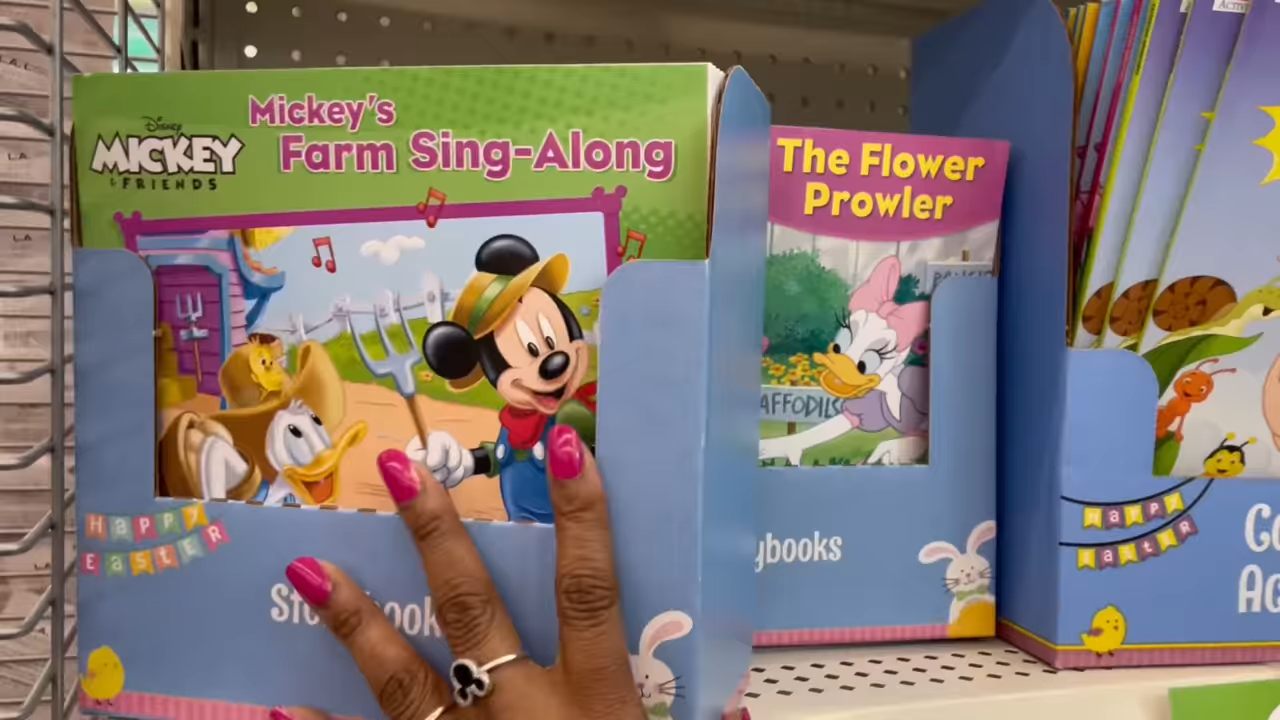 Mickey's
Farm Sing-Along
Disney
MICKEY
& FRIENDS
HAPPY
EASTER
The Flower
Prowler
AFFODILS
ybooks
HAPPY
EASTER